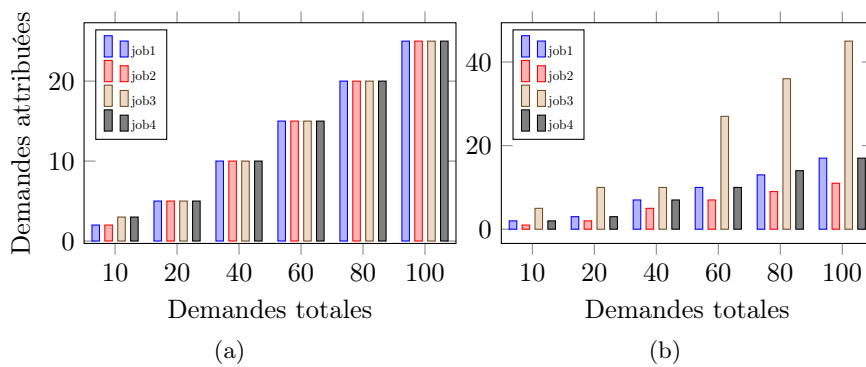 job1
job2
job3
job4
20
10
0
Demandes attribuées
10 20 40 60 80 100
Demandes totales
(a)
job1
job2
job3
job4
40
20
0
10 20 40 60 80 100
Demandes totales
(b)